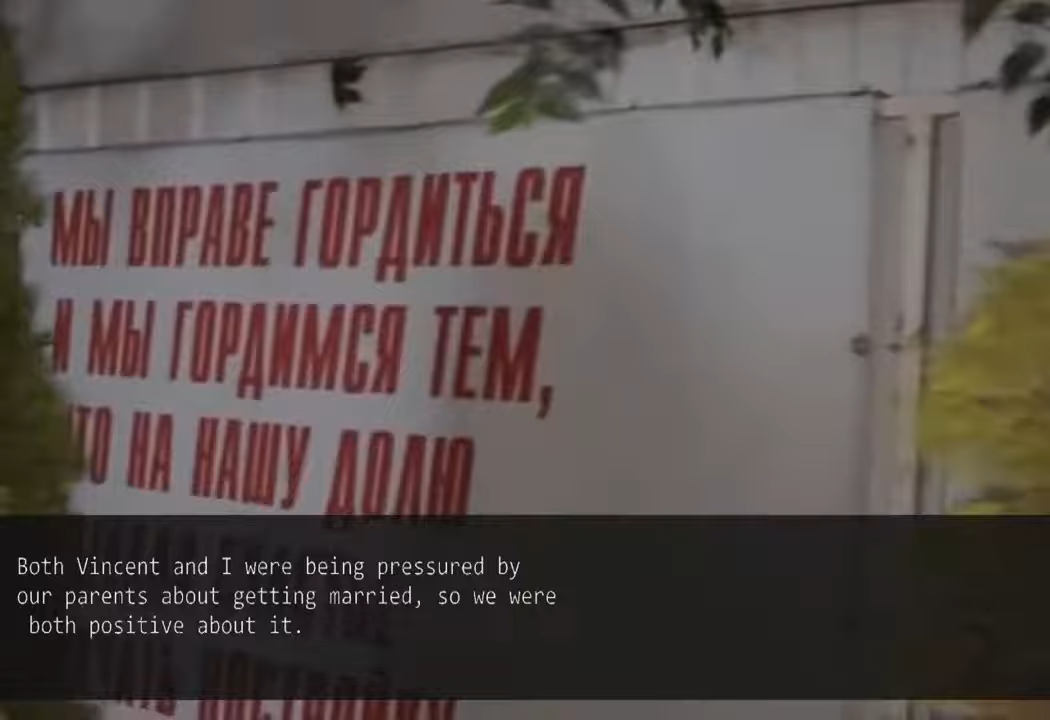 МЫ ВПРАВЕ ГОРДИТЬСЯ
И МЫ ГОРДИМСЯ ТЕМ,
ЧТО НА НАШУ ДОЛЮ
Both Vincent and I were being pressured by
our parents about getting married, so we were
both positive about it.